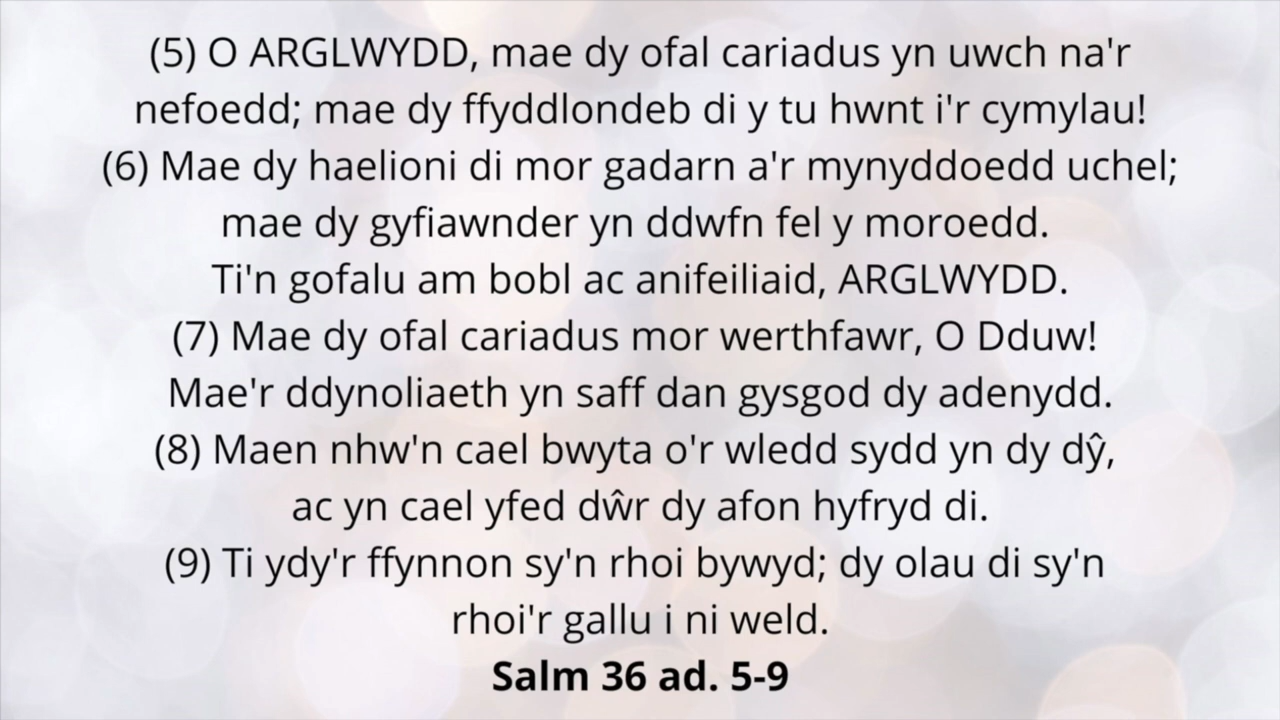 (5) O ARGLWYDD, mae dy ofal cariadus yn uwch na'r
nefoedd; mae dy ffyddlondeb di y tu hwnt i'r cymylau!
(6) Mae dy haelioni di mor gadarn a'r mynyddoedd uchel;
mae dy gyfiawnder yn ddwfn fel y moroedd.
Ti'n gofalu am bobl ac anifeiliaid, ARGLWYDD.
(7) Mae dy ofal cariadus mor werthfawr, O Dduw!
Mae'r ddynoliaeth yn saff dan gysgod dy adenydd.
(8) Maen nhw'n cael bwyta o'r wledd sydd yn dy dŷ,
ac yn cael yfed dŵr dy afon hyfryd di.
(9) Ti ydy'r ffynnon sy'n rhoi bywyd; dy olau di sy'n
rhoi'r gallu i ni weld.
Salm 36 ad. 5-9